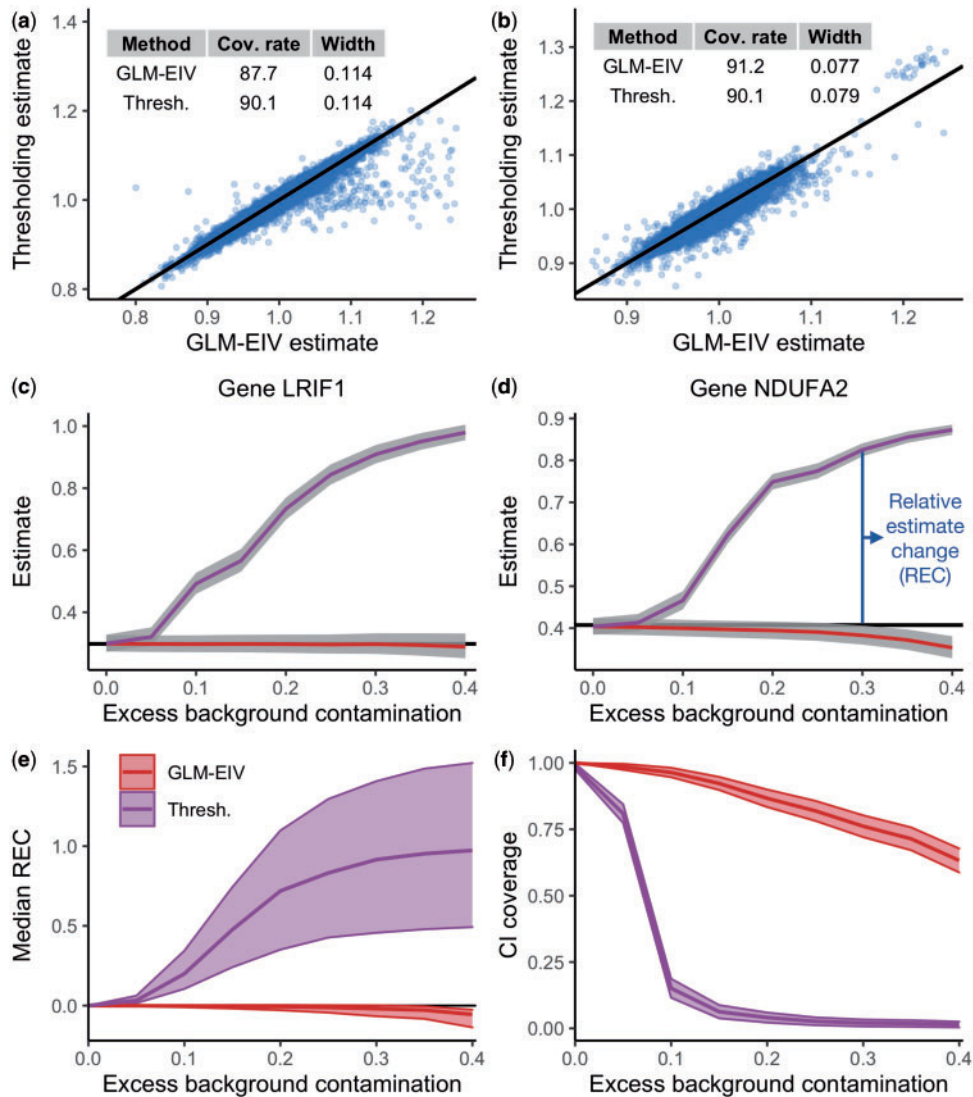 (a)
1.4
1.2
1.0
0.8
Thresholding estimate
Method Cov. rate Width
GLM-EIV 87.7 0.114
Thresh. 90.1 0.114
0.8 0.9 1.0 1.1 1.2
GLM-EIV estimate
(b)
1.3
1.2
1.1
1.0
0.9
Thresholding estimate
Method Cov. rate Width
GLM-EIV 91.2 0.077
Thresh. 90.1 0.079
0.9 1.0 1.1 1.2
GLM-EIV estimate
(c) Gene LRIF1
1.0
0.8
0.6
0.4
Estimate
0.0 0.1 0.2 0.3 0.4
Excess background contamination
(d) Gene NDUFA2
0.9
0.8
0.7
0.6
0.5
0.4
Estimate
Relative
estimate
change
(REC)
0.0 0.1 0.2 0.3 0.4
Excess background contamination
(e)
1.5
1.0
0.5
0.0
Median REC
GLM-EIV
Thresh.
0.0 0.1 0.2 0.3 0.4
Excess background contamination
(f)
1.00
0.75
0.50
0.25
0.00
CI coverage
0.0 0.1 0.2 0.3 0.4
Excess background contamination